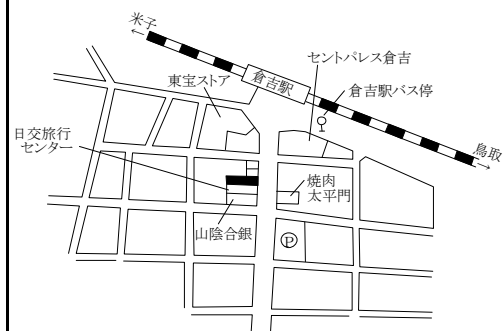 米子
←
セントパレス倉吉
東宝ストア
倉吉駅
倉吉駅バス停
鳥取
→
日交旅行
センター
焼肉
太平門
山陰合銀
P